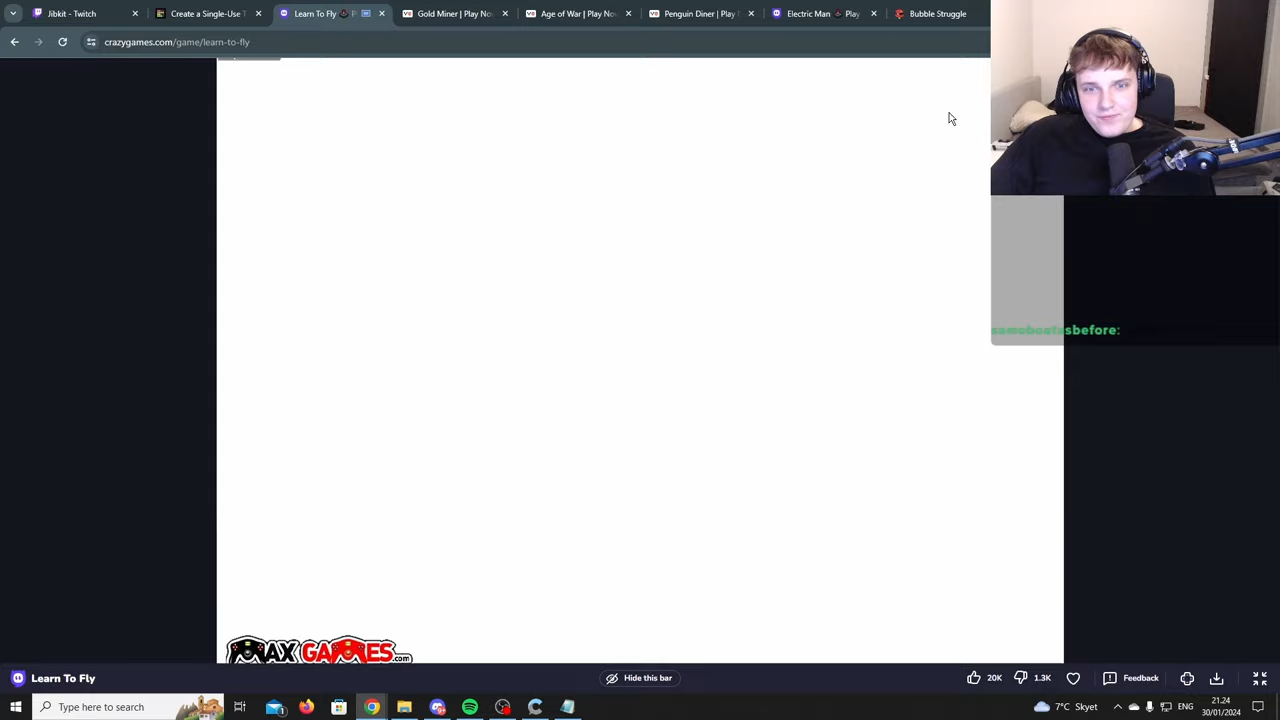 Jibkit - Twitch
Create a Single-Use T
Learn To Fly
Gold Miner | Play No
Age of War | Play No
Penguin Diner | Play
Electric Man
Play
Bubble Struggle
crazygames.com/game/learn-to-fly
sbefore:
MAX GAMES.com
Learn To Fly
Hide this bar
20K
1.3K
Feedback
Type here to search
7°C Skyet
ENG
21.24
30/01/2024